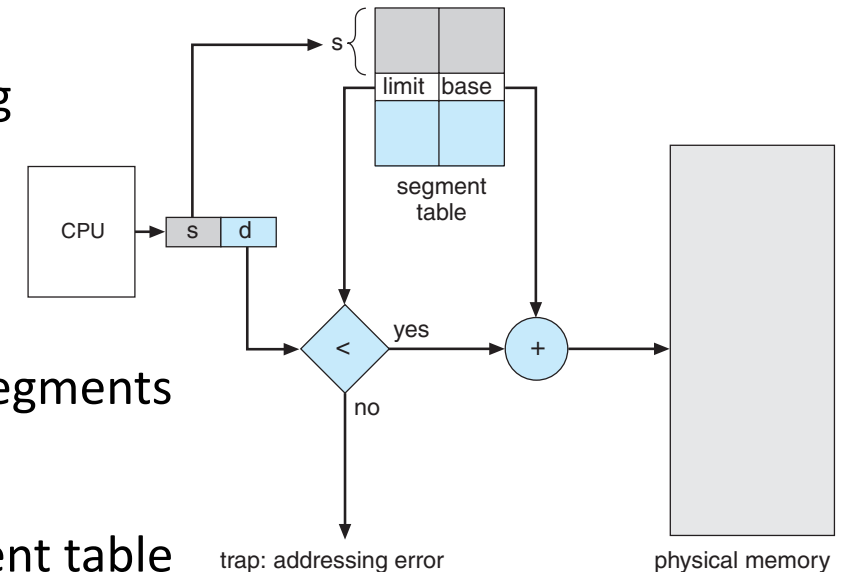 s
g
limit base
segment
table
CPU
s d
yes
<
+
egments
no
ent table
trap: addressing error
physical memory